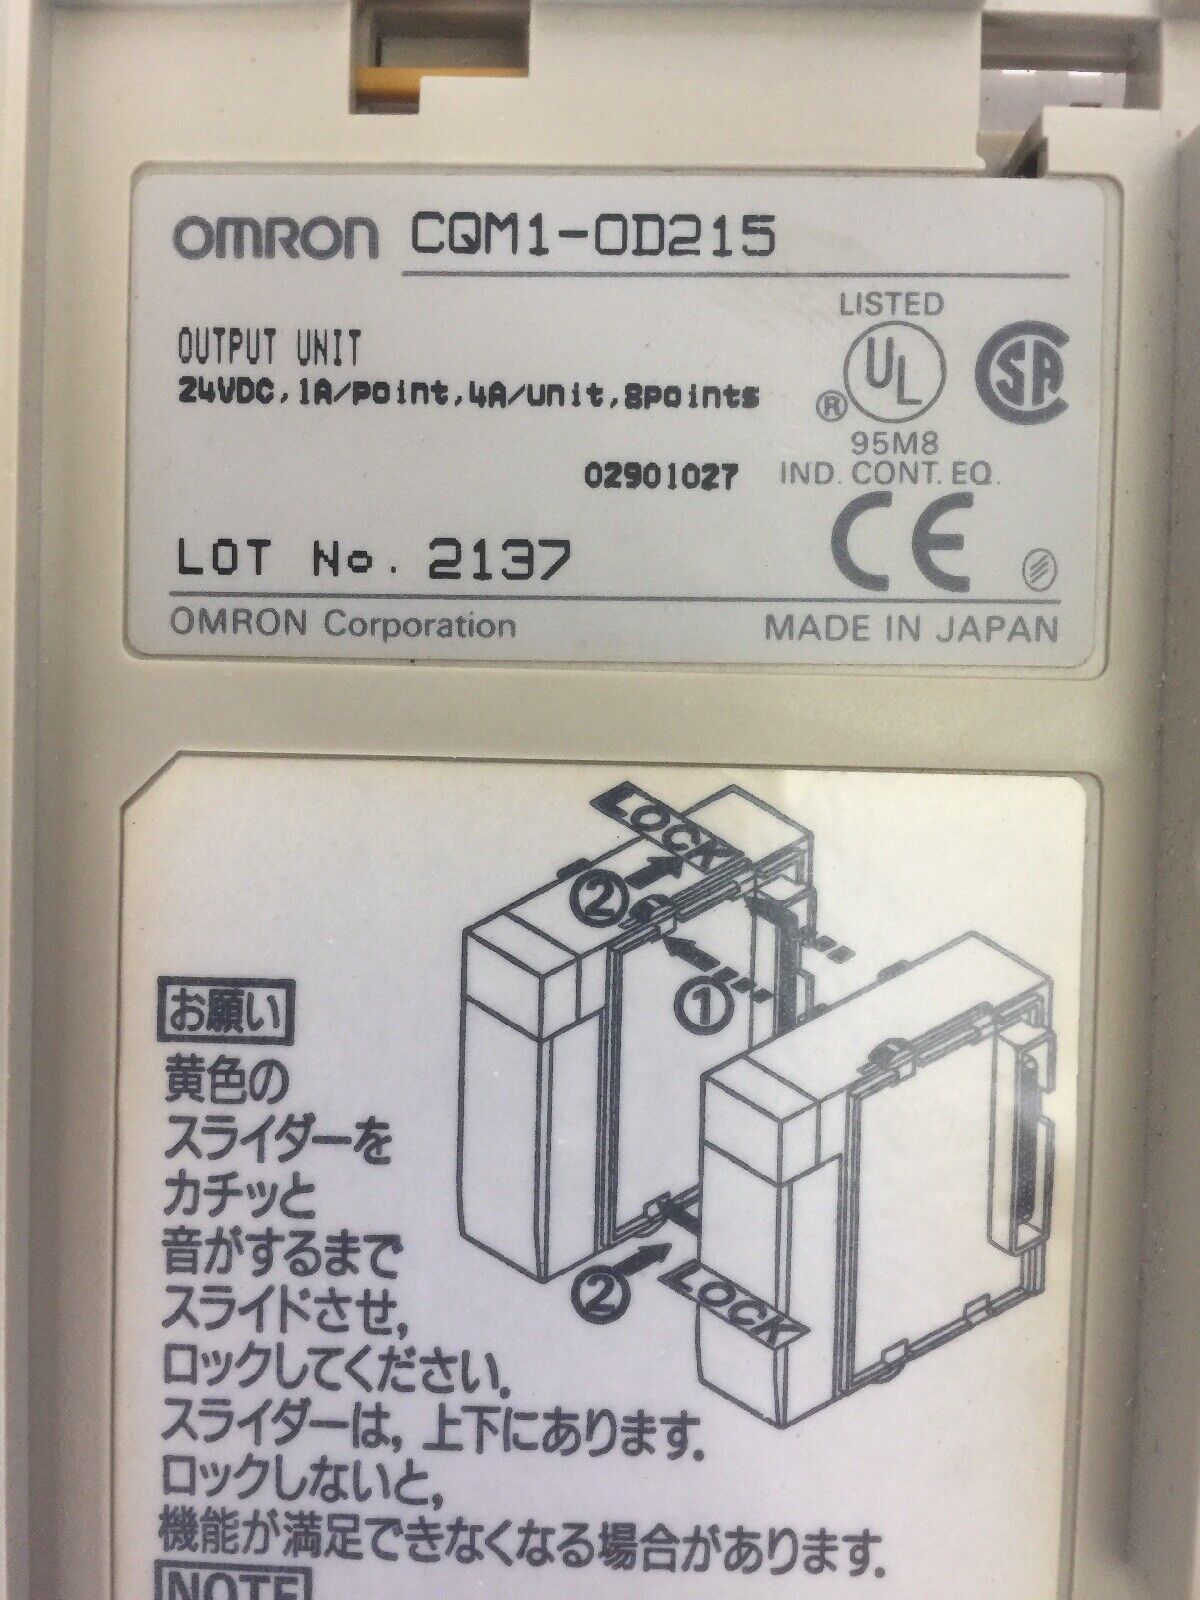 OMRON CQM1-OD215
OUTPUT UNIT
24VDC, 1A/point, 4A/unit, 8points
02901027
LISTED
UL
®
95M8
IND. CONT. EQ.
SA
CE
LOT No. 2137
OMRON Corporation
MADE IN JAPAN
LOCK
②
①
②
LOCK
お願い
黄色の
スライダーを
カチッと
音がするまで
スライドさせ,
ロックしてください.
スライダーは, 上下にあります.
ロックしないと,
機能が満足できなくなる場合があります.
NOTE